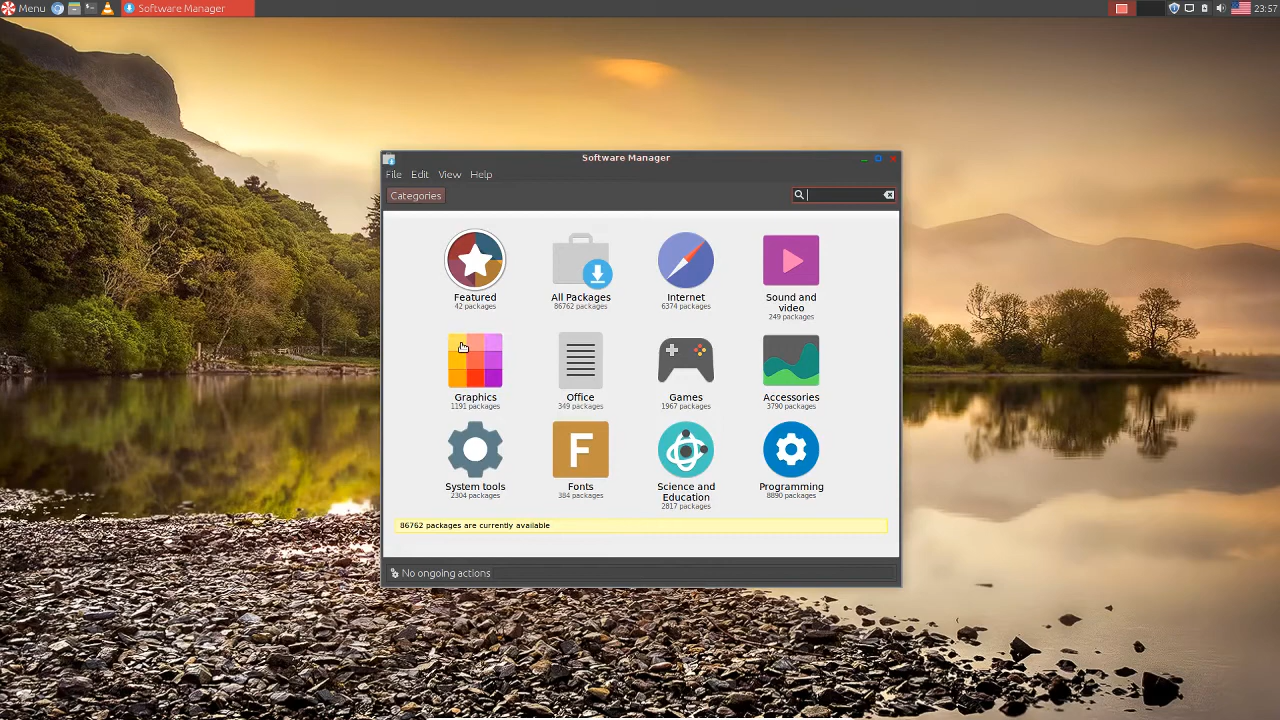 Menu
Software Manager
23:57
Software Manager
File Edit View Help
Categories
Featured
42 packages
All Packages
86762 packages
Internet
6374 packages
Sound and
video
249 packages
Graphics
1191 packages
Office
349 packages
Games
1967 packages
Accessories
3790 packages
System tools
2304 packages
F
Fonts
384 packages
Science and
Education
2817 packages
Programming
8890 packages
86762 packages are currently available
No ongoing actions